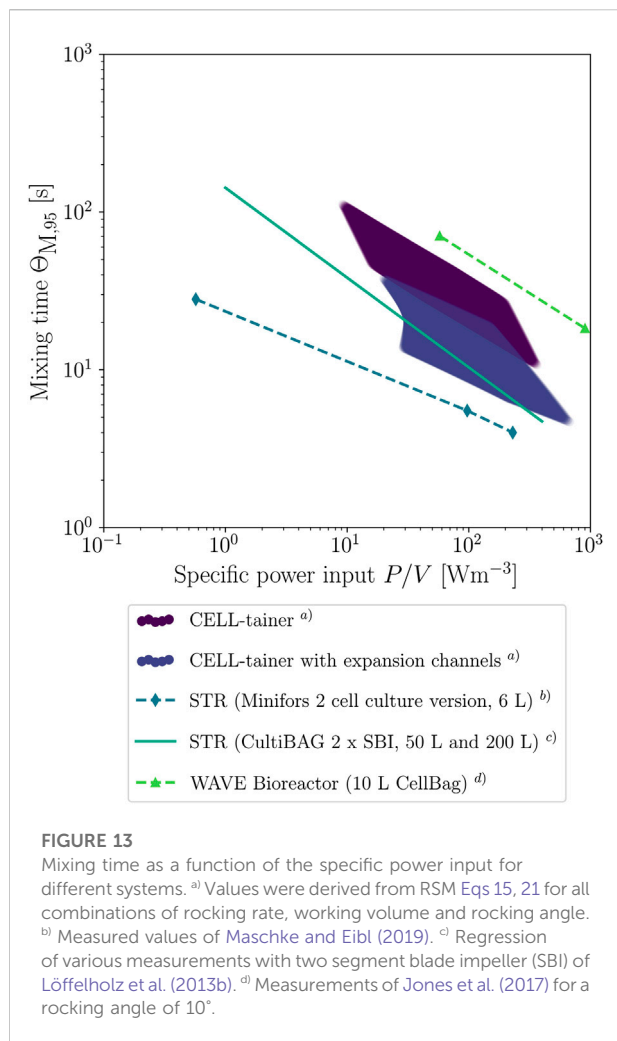 10³
10²
10¹
10⁰
Mixing time Θ_M,95 [s]
10⁻¹ 10⁰ 10¹ 10² 10³
Specific power input P/V [Wm⁻³]
CELL-tainer a)
CELL-tainer with expansion channels a)
STR (Minifors 2 cell culture version, 6 L) b)
STR (CultiBAG 2 x SBI, 50 L and 200 L) c)
WAVE Bioreactor (10 L CellBag) d)
FIGURE 13
Mixing time as a function of the specific power input for
different systems. a) Values were derived from RSM Eqs 15, 21 for all
combinations of rocking rate, working volume and rocking angle.
b) Measured values of Maschke and Eibl (2019). c) Regression
of various measurements with two segment blade impeller (SBI) of
Löffelholz et al. (2013b). d) Measurements of Jones et al. (2017) for a
rocking angle of 10°.